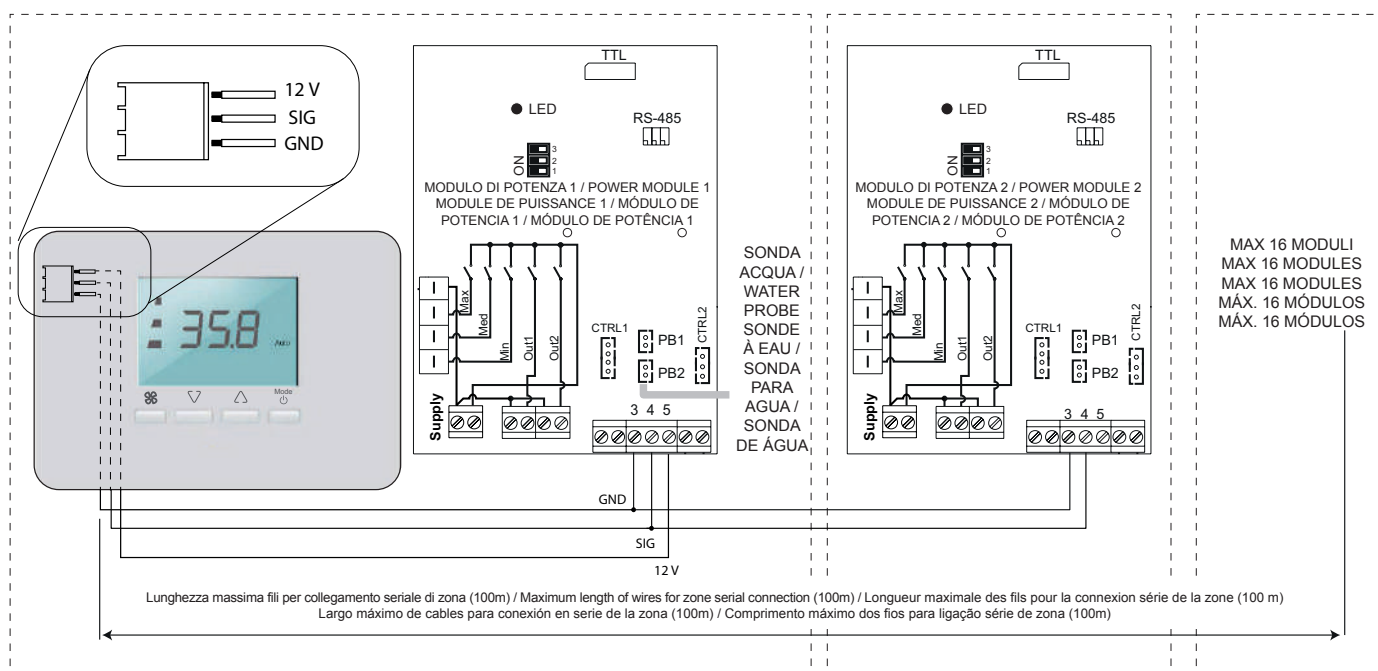 12 V
SIG
GND
35.8
Auto
Mode
TTL
LED
RS-485
ON
3
2
1
MODULO DI POTENZA 1 / POWER MODULE 1
MODULE DE PUISSANCE 1 / MÓDULO DE
POTENCIA 1 / MÓDULO DE POTÊNCIA 1
Max
Med
Min
Out1
Out2
CTRL1
PB1
PB2
CTRL2
Supply
3 4 5
SONDA
ACQUA /
WATER
PROBE
SONDE
À EAU /
SONDA
PARA
AGUA /
SONDA
DE ÁGUA
TTL
LED
RS-485
ON
3
2
1
MODULO DI POTENZA 2 / POWER MODULE 2
MODULE DE PUISSANCE 2 / MÓDULO DE
POTENCIA 2 / MÓDULO DE POTÊNCIA 2
Max
Med
Min
Out1
Out2
CTRL1
PB1
PB2
CTRL2
Supply
3 4 5
MAX 16 MODULI
MAX 16 MODULES
MAX 16 MODULES
MÁX. 16 MÓDULOS
MÁX. 16 MÓDULOS
GND
SIG
12 V
Lunghezza massima fili per collegamento seriale di zona (100m) / Maximum length of wires for zone serial connection (100m) / Longueur maximale des fils pour la connexion série de la zone (100 m)
Largo máximo de cables para conexión en serie de la zona (100m) / Comprimento máximo dos fios para ligação série de zona (100m)